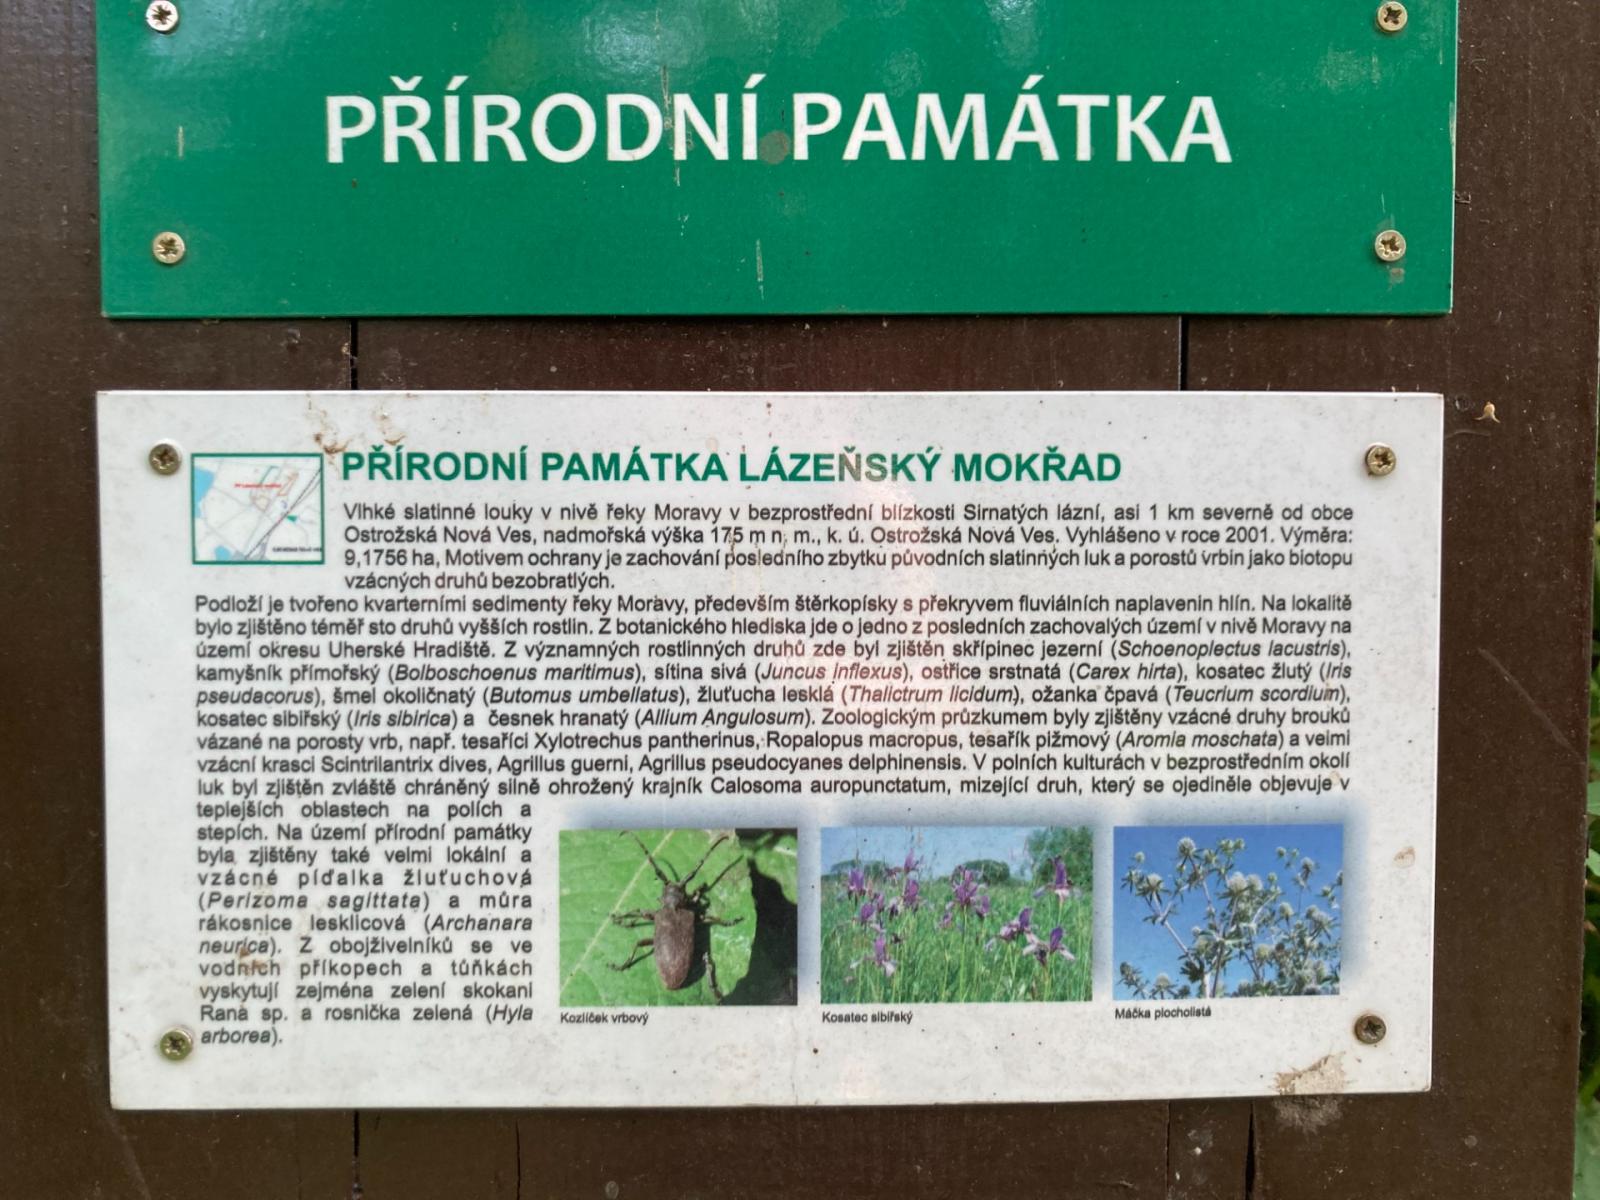 PŘÍRODNÍ PAMÁTKA
PŘÍRODNÍ PAMÁTKA LÁZEŇSKÝ MOKŘAD
Vlhké slatinné louky v nivě řeky Moravy v bezprostřední blízkosti Sirnatých lázní, asi 1 km severně od obce
Ostrožská Nová Ves, nadmořská výška 175 m n. m., k. ú. Ostrožská Nová Ves. Vyhlášeno v roce 2001. Výměra:
9,1756 ha, Motivem ochrany je zachování posledního zbytku původních slatinných luk a porostů vrbin jako biotopu
vzácných druhů bezobratlých.
Podloží je tvořeno kvarterními sedimenty řeky Moravy, především štěrkopísky s překryvem fluviálních naplavenin hlín. Na lokalitě
bylo zjištěno téměř sto druhů vyšších rostlin. Z botanického hlediska jde o jedno z posledních zachovalých území v nivě Moravy na
území okresu Uherské Hradiště. Z významných rostlinných druhů zde byl zjištěn skřípinec jezerní (Schoenoplectus lacustris),
kamyšník přímořský (Bolboschoenus maritimus), sítina sivá (Juncus inflexus), ostřice srstnatá (Carex hirta), kosatec žlutý (Iris
pseudacorus), šmel okoličnatý (Butomus umbellatus), žluťucha lesklá (Thalictrum licidum), ožanka čpavá (Teucrium scordium),
kosatec sibiřský (Iris sibirica) a česnek hranatý (Allium Angulosum). Zoologickým průzkumem byly zjištěny vzácné druhy brouků
vázané na porosty vrb, např. tesaříci Xylotrechus pantherinus, Ropalopus macropus, tesařík pižmový (Aromia moschata) a velmi
vzácní krasci Scintrilantrix dives, Agrillus guerni, Agrillus pseudocyanes delphinensis. V polních kulturách v bezprostředním okolí
luk byl zjištěn zvláště chráněný silně ohrožený krajník Calosoma auropunctatum, mizející druh, který se ojediněle objevuje v
teplejších oblastech na polích a
stepích. Na území přírodní památky
byla zjištěny také velmi lokální a
vzácné píďalka žluťuchová
(Perizoma sagittata) a můra
rákosnice lesklicová (Archanara
neurica). Z obojživelníků se ve
vodních příkopech a tůňkách
vyskytují zejména zelení skokani
Rana sp. a rosnička zelená (Hyla
arborea).
Kozlíček vrbový
Kosatec sibiřský
Máčka plocholistá